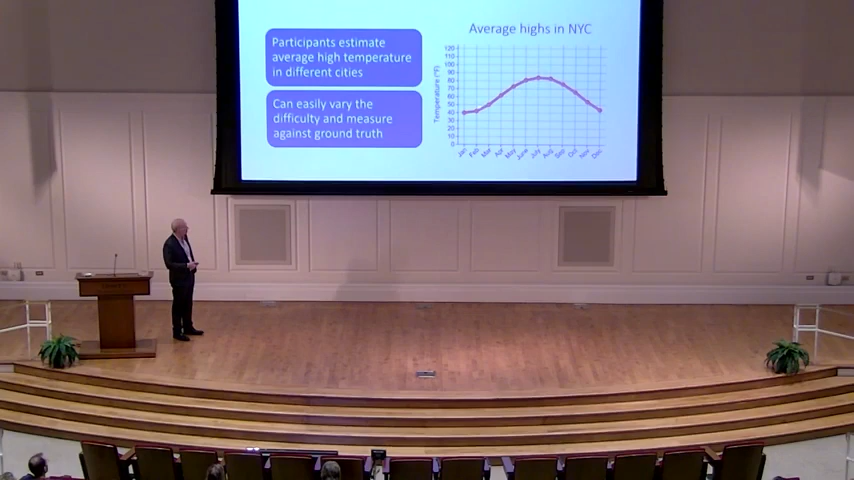 Participants estimate
average high temperature
in different cities
Can easily vary the
difficulty and measure
against ground truth
Average highs in NYC
Temperature (°F)
120
110
100
90
80
70
60
50
40
30
20
10
0
Jan Feb Mar Apr May June July Aug Sep Oct Nov Dec